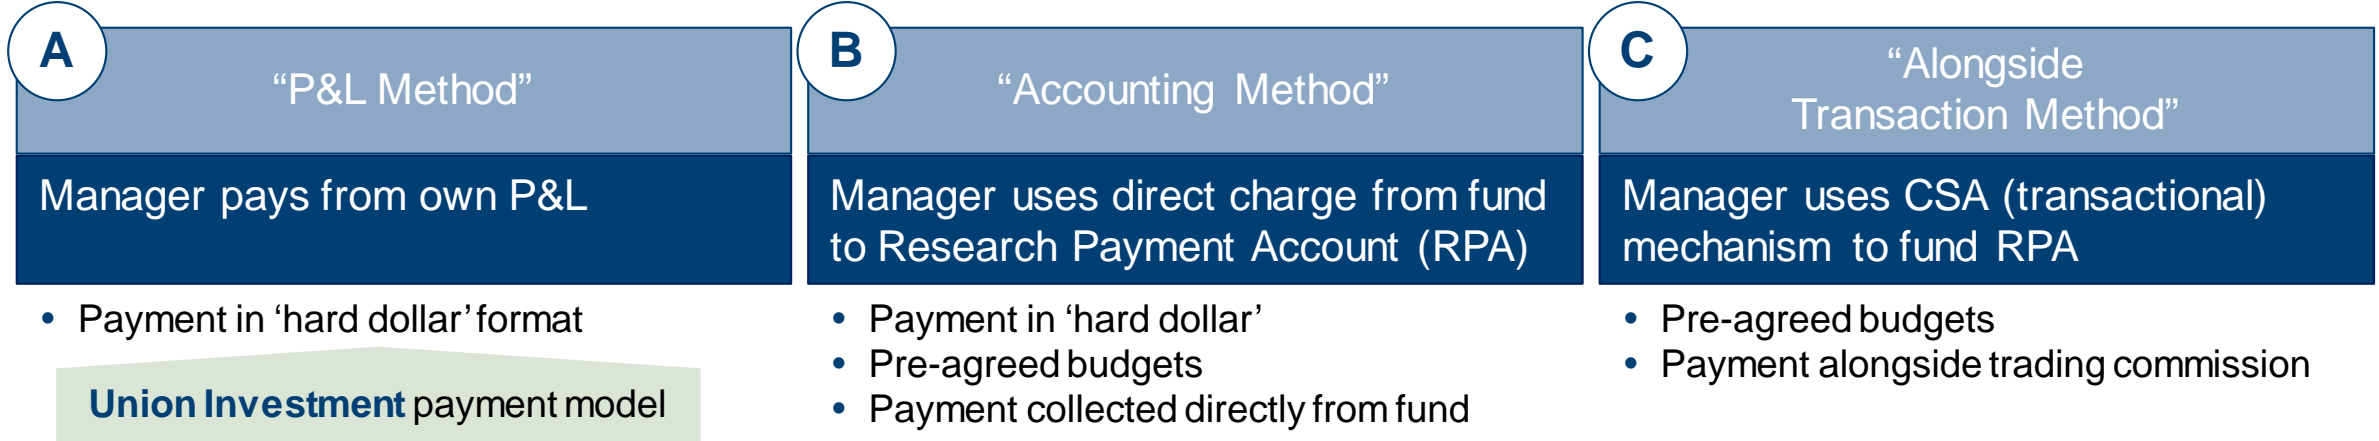 A
“P&L Method”
Manager pays from own P&L
• Payment in ‘hard dollar’ format
Union Investment payment model
B
“Accounting Method”
Manager uses direct charge from fund
to Research Payment Account (RPA)
• Payment in ‘hard dollar’
• Pre-agreed budgets
• Payment collected directly from fund
C
“Alongside
Transaction Method”
Manager uses CSA (transactional)
mechanism to fund RPA
• Pre-agreed budgets
• Payment alongside trading commission